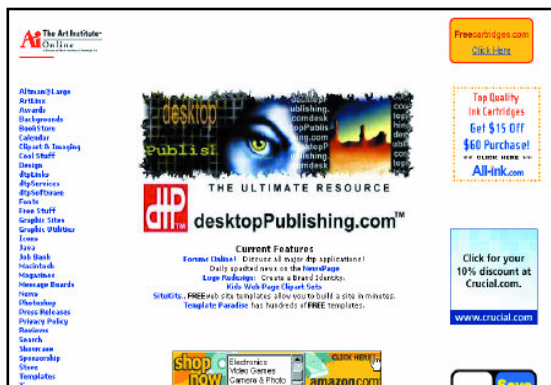 The Art Institute
Online
Altman@Large
ArtLinx
Awards
Backgrounds
BookStore
Calendar
Clipart & Imaging
Cool Stuff
Design
dtpLinks
dtpServices
dtpSoftware
Fonts
Free Stuff
Graphic Sites
Graphic Utilities
Icons
Java
Job Bank
Macintosh
Magazines
Message Boards
News
Photoshop
Press Releases
Privacy Policy
Reviews
Search
Showcase
Sponsorship
Store
Templates
desktop
Publis
THE ULTIMATE RESOURCE
dtp
desktopPublishing.com™
Current Features
Forums Online! Discuss all major dtp applications!
Daily updated news on the NewsPage
Logo Redesign: Create a Brand Identity.
Kids Web Page Clipart Sets
SiteKits.. FREE web site templates allow you to build a site in minutes.
Template Paradise has hundreds of FREE templates.
shop now
Electronics
Video Games
Camera & Photo
CLICK HERE
amazon.com
Freecartridges.com
Click Here
Top Quality
Ink Cartridges
Get $15 Off
$60 Purchase!
CLICK HERE
All-ink.com
Click for your
10% discount at
Crucial.com.
www.crucial.com
Save